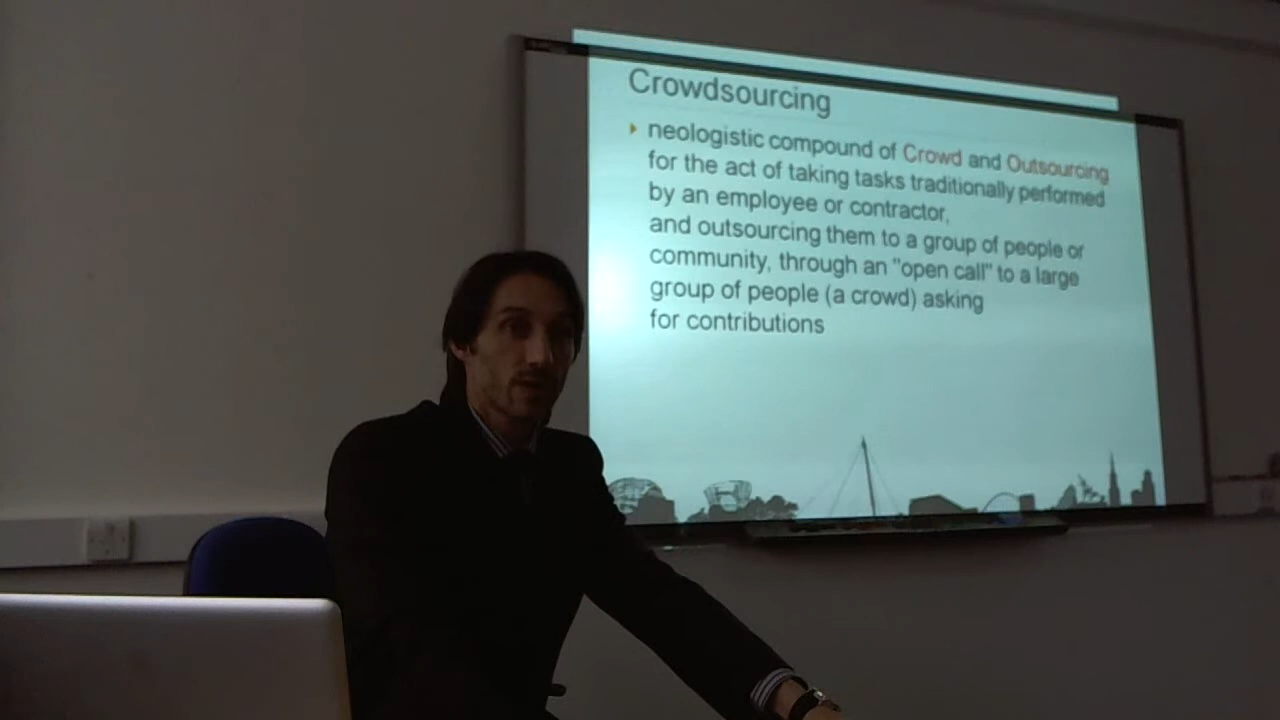 Crowdsourcing
neologistic compound of Crowd and Outsourcing
for the act of taking tasks traditionally performed
by an employee or contractor,
and outsourcing them to a group of people or
community, through an "open call" to a large
group of people (a crowd) asking
for contributions